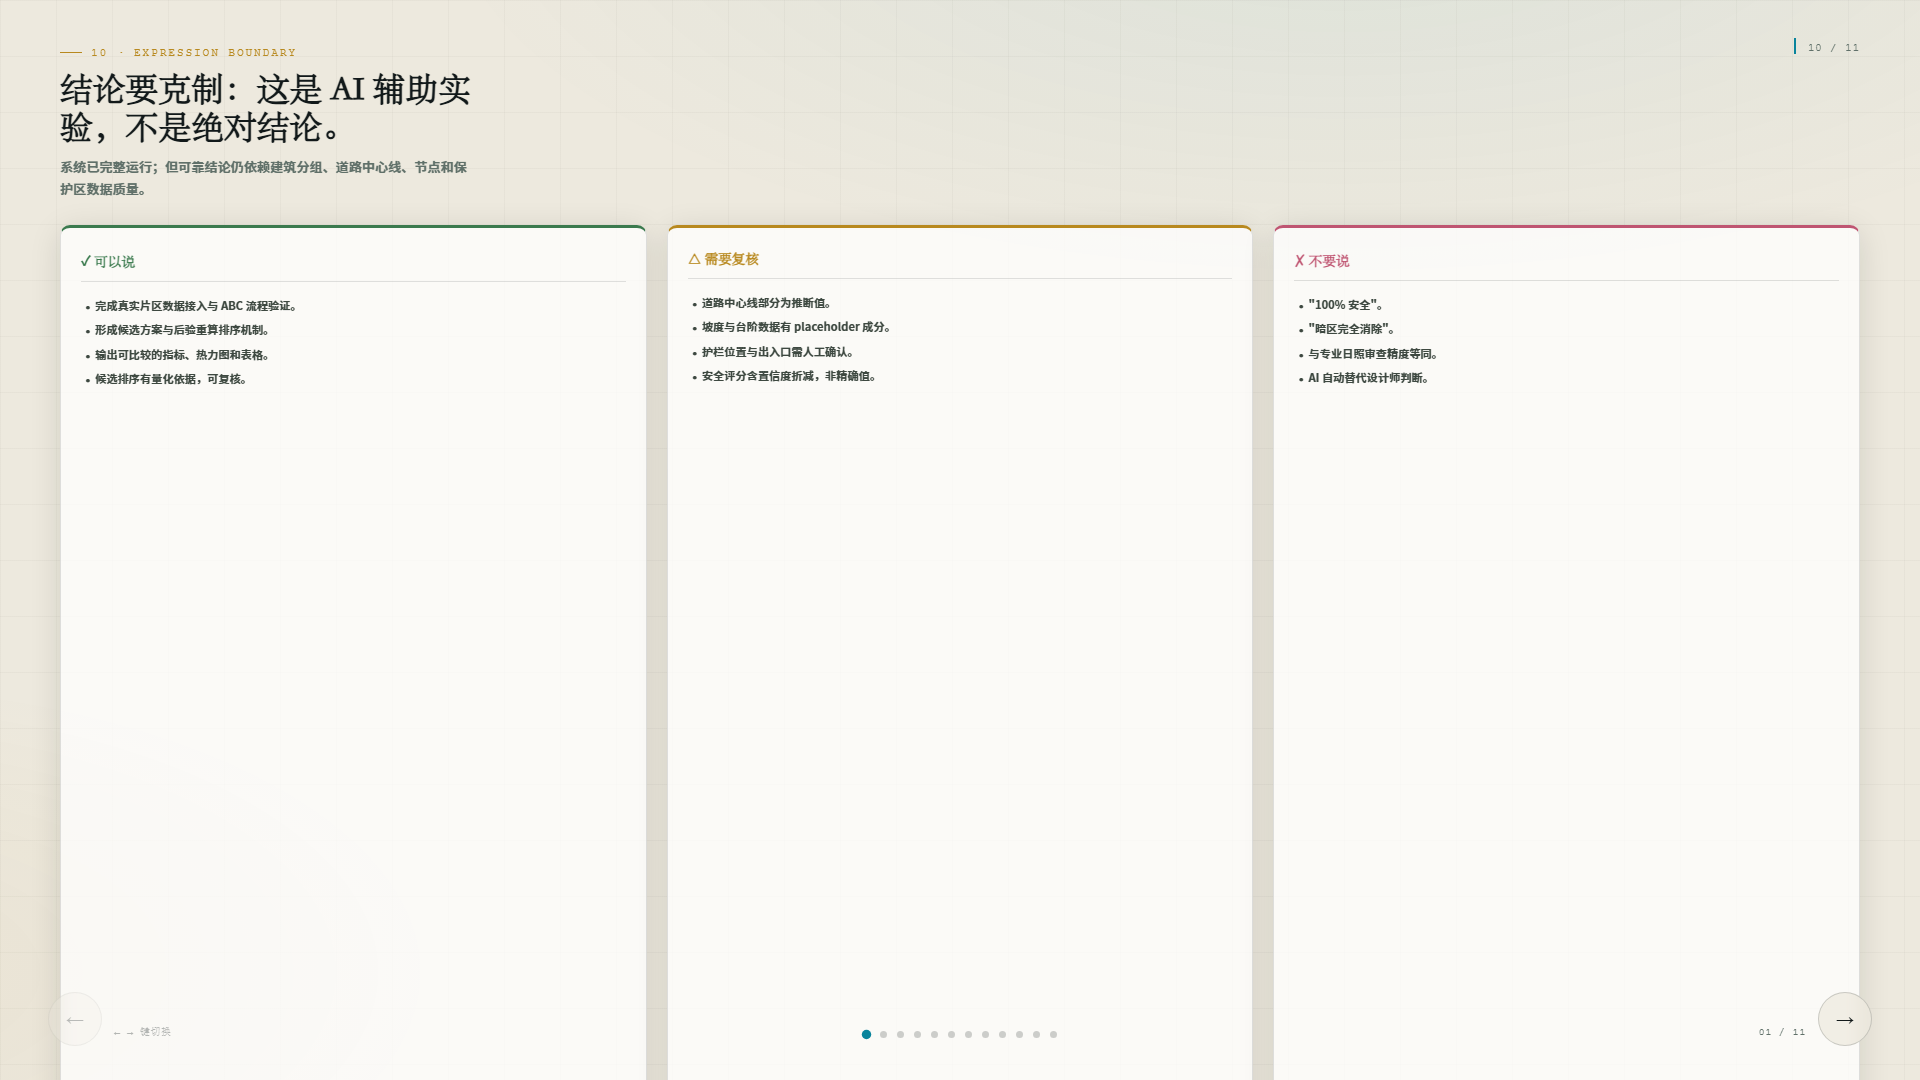 10 · EXPRESSION BOUNDARY
10 / 11
结论要克制：这是 AI 辅助实
验，不是绝对结论。
系统已完整运行；但可靠结论仍依赖建筑分组、道路中心线、节点和保
护区数据质量。
✓ 可以说
• 完成真实片区数据接入与 ABC 流程验证。
• 形成候选方案与后验重算排序机制。
• 输出可比较的指标、热力图和表格。
• 候选排序有量化依据，可复核。
△ 需要复核
• 道路中心线部分为推断值。
• 坡度与台阶数据有 placeholder 成分。
• 护栏位置与出入口需人工确认。
• 安全评分含置信度折减，非精确值。
✗ 不要说
• "100% 安全"。
• "暗区完全消除"。
• 与专业日照审查精度等同。
• AI 自动替代设计师判断。
←
← → 键切换
01 / 11
→